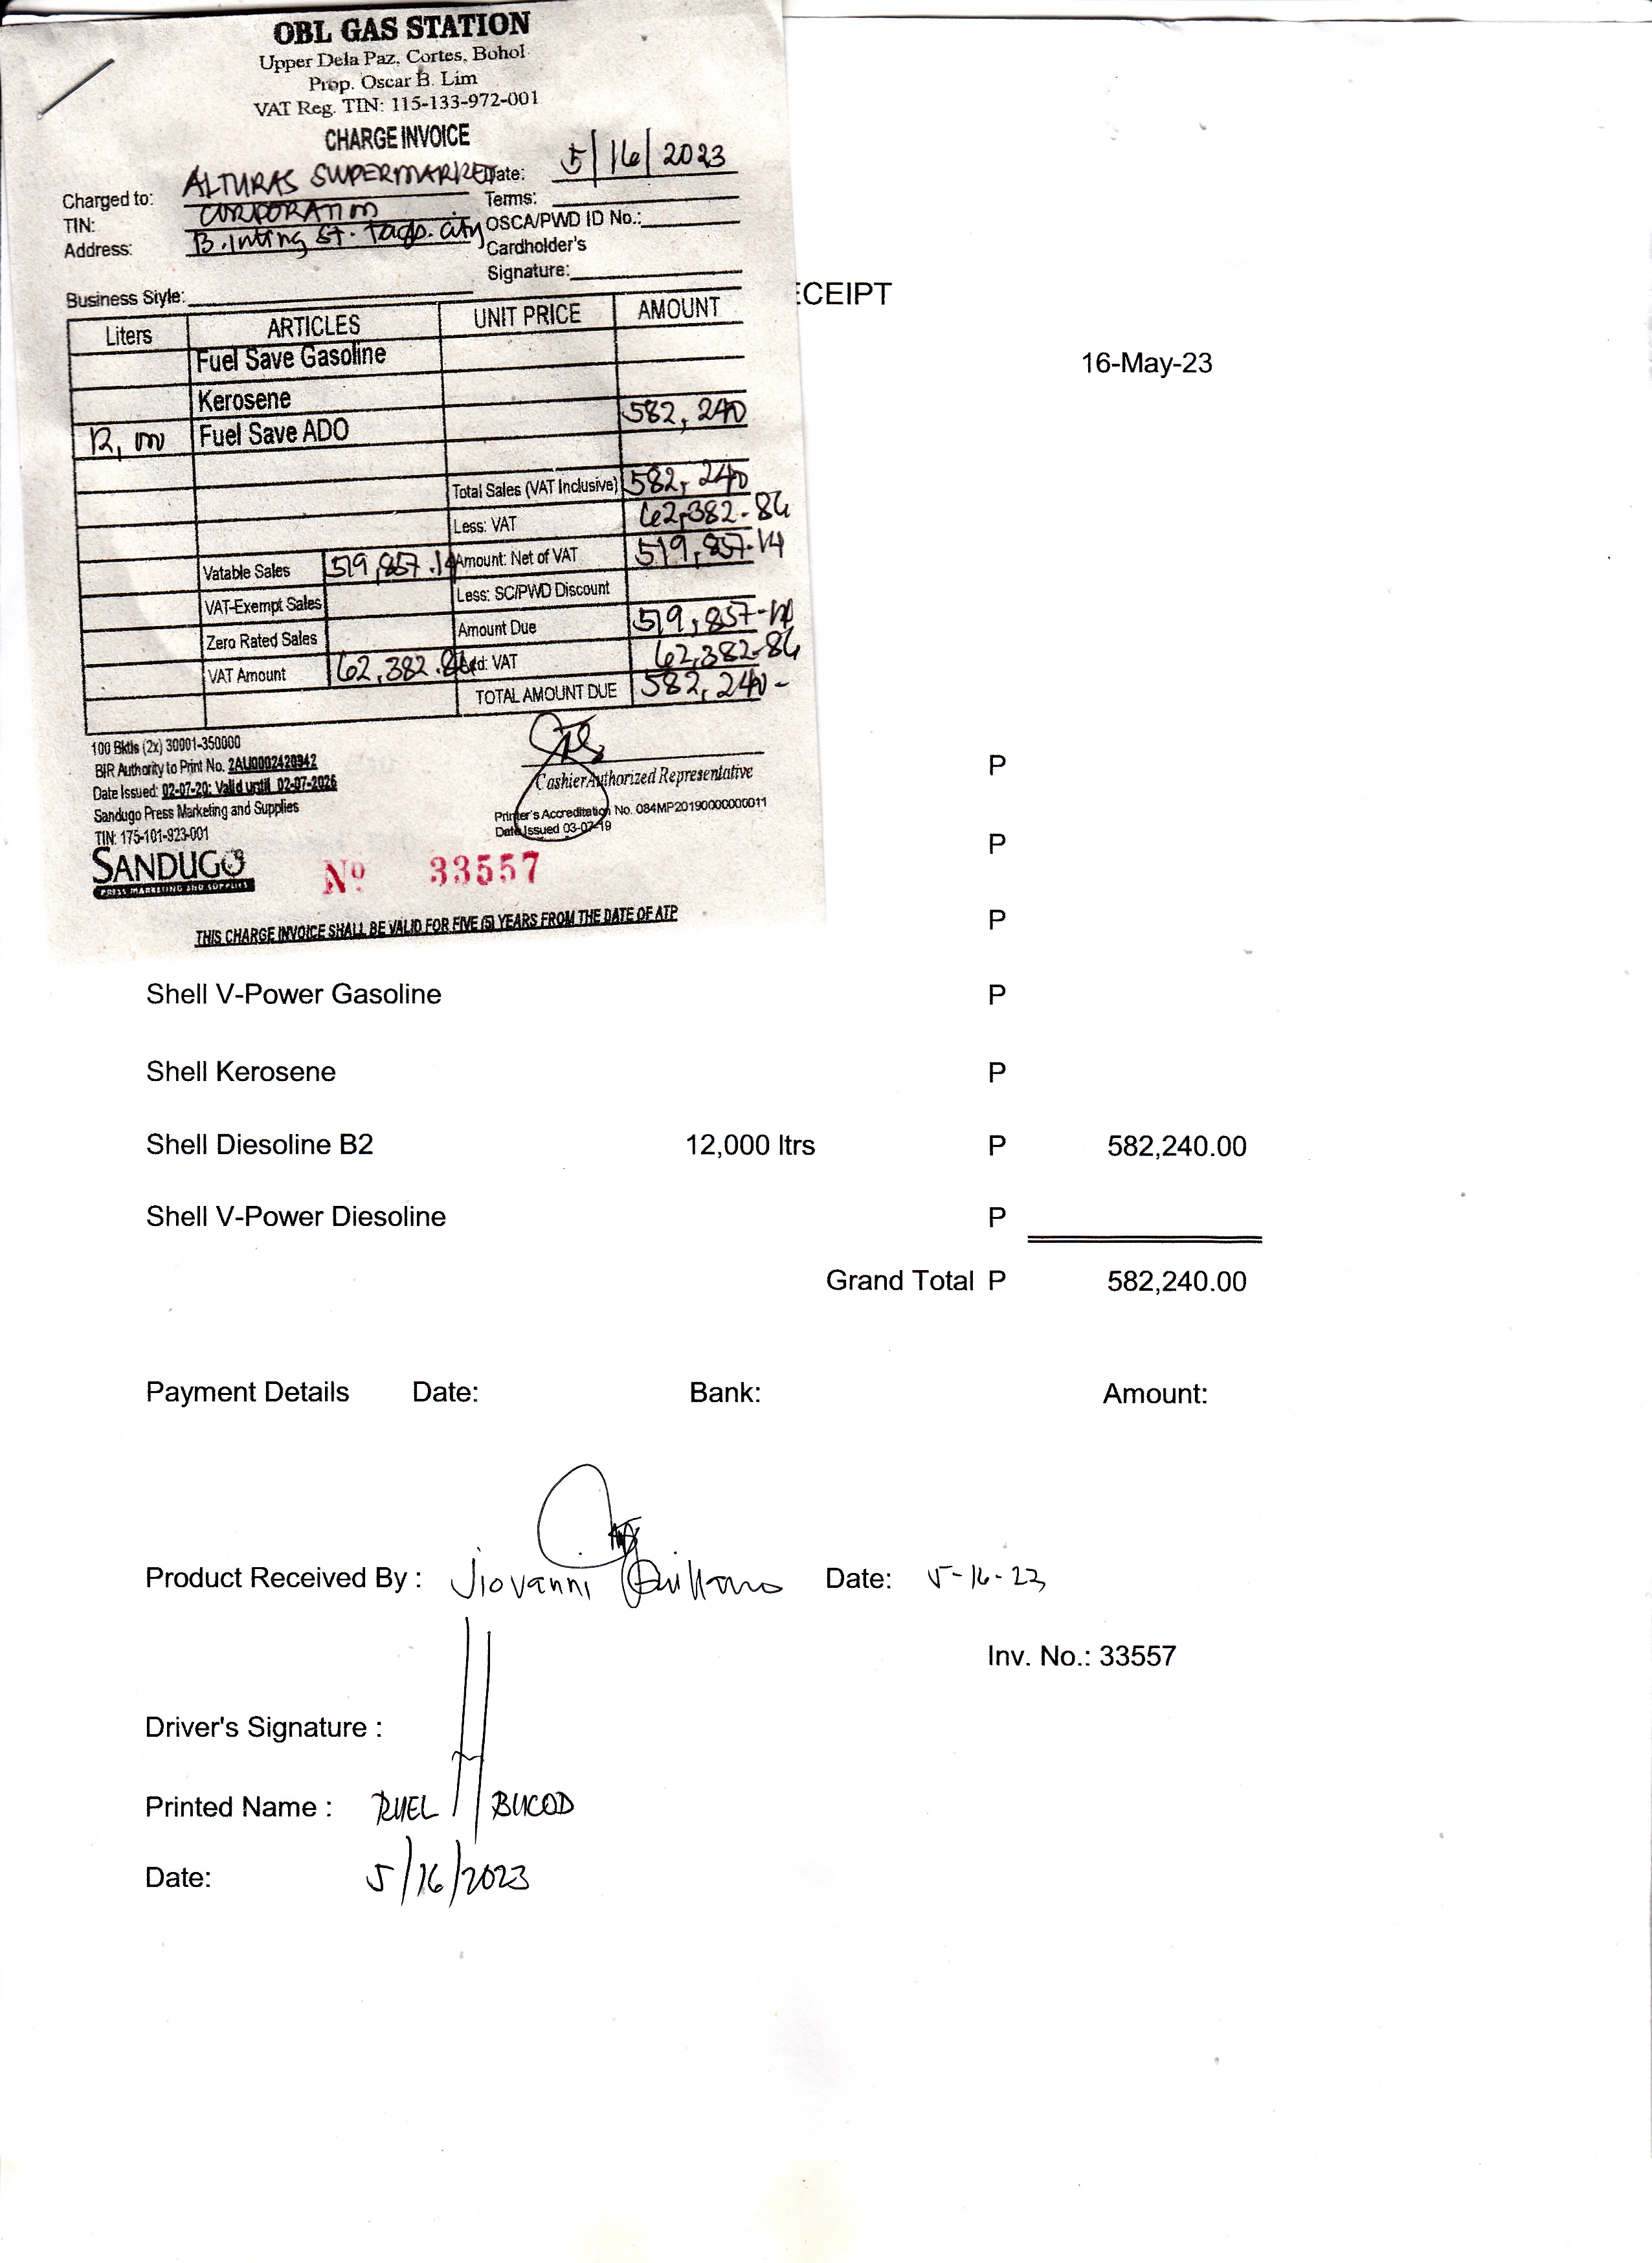 OBL GAS STATION
Upper Dela Paz, Cortes, Bohol
Prop. Oscar B. Lim
VAT Reg. TIN: 115-133-972-001
CHARGE INVOICE
Charged to: ALTURAS SUPERMARKET Date: 5/16/2023
TIN: CORPORATION Terms:
Address: B. Inting St. Tagb. city OSCA/PWD ID No.:
Cardholder's
Signature:
Business Style:
Liters ARTICLES UNIT PRICE AMOUNT
Fuel Save Gasoline
Kerosene
12, Fuel Save ADO 582,240
Total Sales (VAT Inclusive) 582,240
Less: VAT 62,382.86
Vatable Sales 519,857.14 Amount: Net of VAT 519,857.14
VAT-Exempt Sales Less: SC/PWD Discount
Zero Rated Sales Amount Due 519,857.14
VAT Amount 62,382.86 Add: VAT 62,382.86
TOTAL AMOUNT DUE 582,240-
100 Bktls (2x) 30001-350000
BIR Authority to Print No. 2AU0002420942
Date Issued: 02-07-20; Valid until 02-07-2026
Sandugo Press Marketing and Supplies
TIN: 175-101-923-001
Cashier/Authorized Representative
Printer's Accreditation No. 084MP20190000000011
Date Issued 03-07-19
SANDUGO
PRESS MARKETING AND SUPPLIES
No 33557
THIS CHARGE INVOICE SHALL BE VALID FOR FIVE (5) YEARS FROM THE DATE OF ATP
CEIPT
16-May-23
P
P
P
Shell V-Power Gasoline P
Shell Kerosene P
Shell Diesoline B2 12,000 ltrs P 582,240.00
Shell V-Power Diesoline P
Grand Total P 582,240.00
Payment Details Date: Bank: Amount:
Product Received By : Jiovanni Date: 5-16-23
Inv. No.: 33557
Driver's Signature :
Printed Name : RUEL BUCOD
Date: 5/16/2023